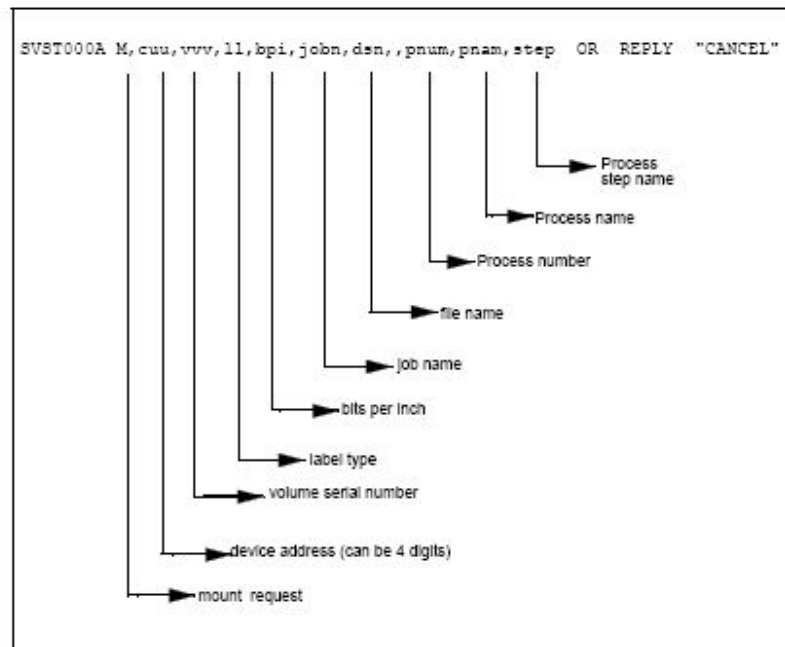 SVST000A M,cuu,vvv,ll,bpi,jobn,dsn,,pnum,pnam,step OR REPLY "CANCEL"
Process
step name
Process name
Process number
file name
job name
bits per inch
label type
volume serial number
device address (can be 4 digits)
mount request